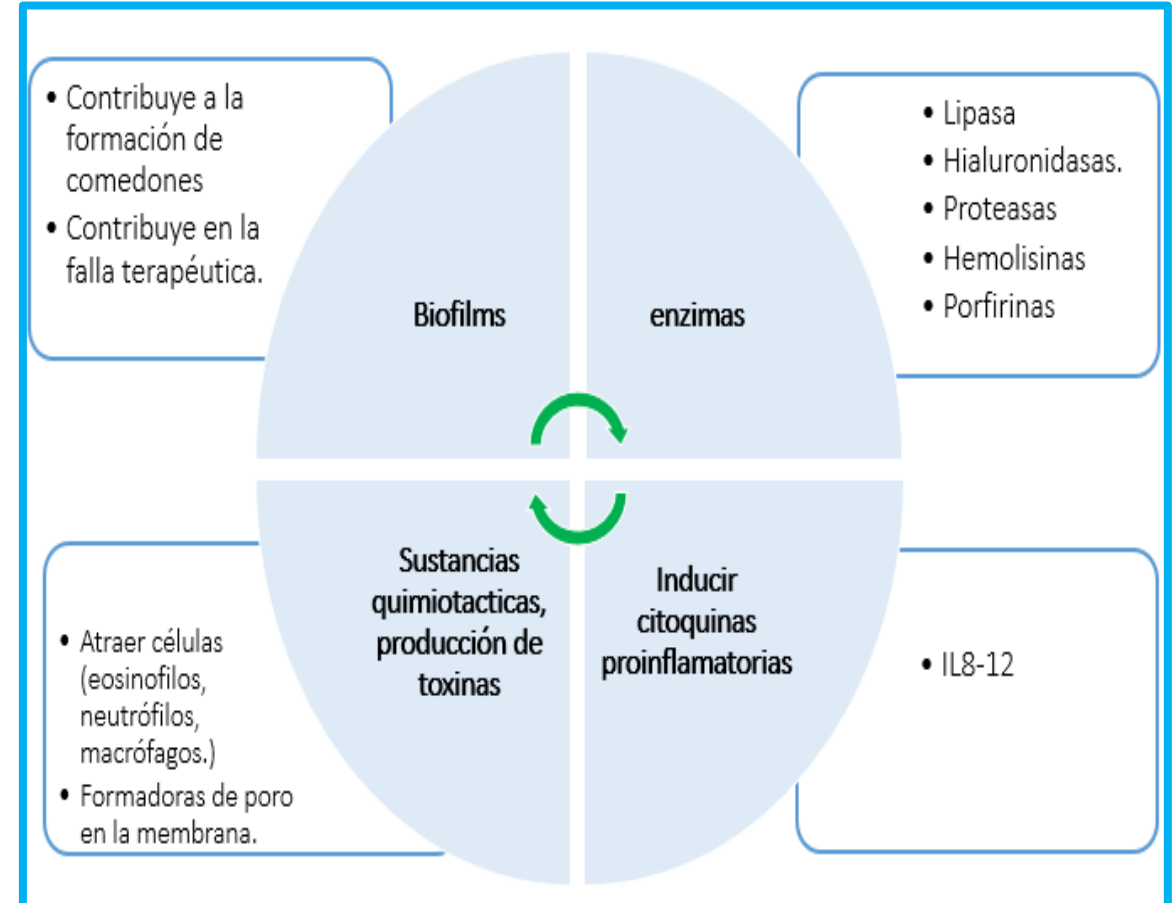 • Contribuye a la
formación de
comedones
• Contribuye en la
falla terapéutica.
Biofilms
enzimas
• Lipasa
• Hialuronidasas.
• Proteasas
• Hemolisinas
• Porfirinas
• Atraer células
(eosinofilos,
neutrófilos,
macrófagos.)
• Formadoras de poro
en la membrana.
Sustancias
quimiotacticas,
producción de
toxinas
Inducir
citoquinas
proinflamatorias
• IL8-12